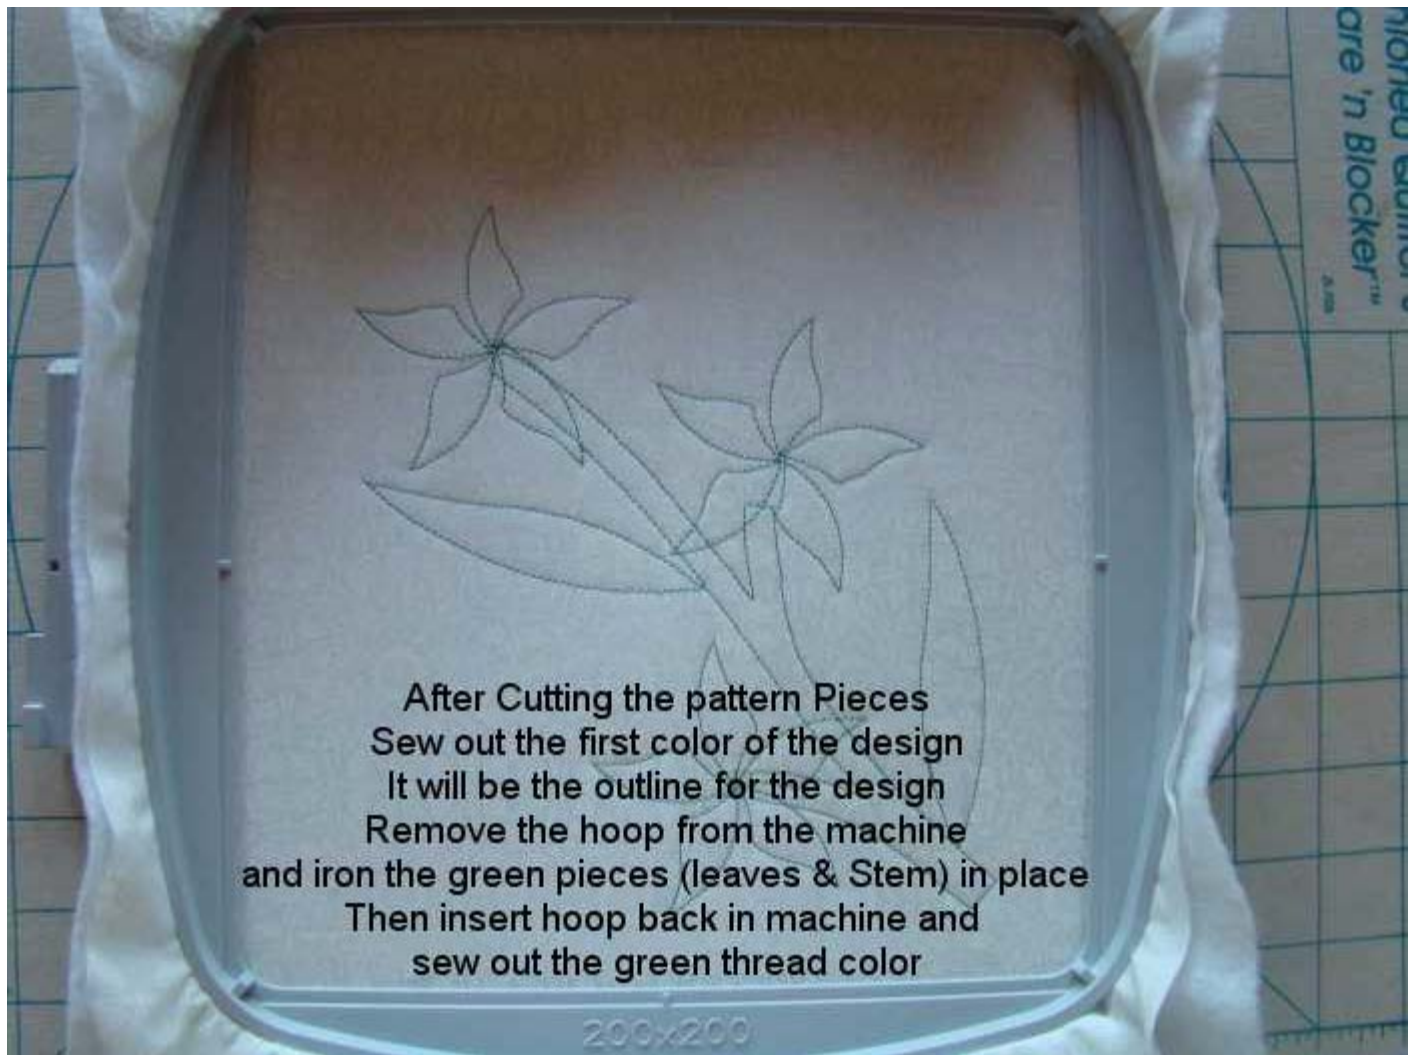 After Cutting the pattern Pieces
Sew out the first color of the design
It will be the outline for the design
Remove the hoop from the machine
and iron the green pieces (leaves & Stem) in place
Then insert hoop back in machine and
sew out the green thread color
200x200
are 'n Blocker™